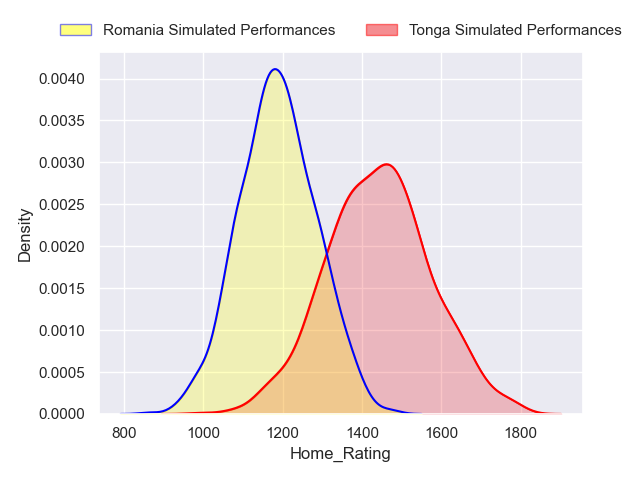 Romania Simulated Performances
Tonga Simulated Performances
0.0040
0.0035
0.0030
0.0025
0.0020
0.0015
0.0010
0.0005
0.0000
Density
800 1000 1200 1400 1600 1800
Home_Rating